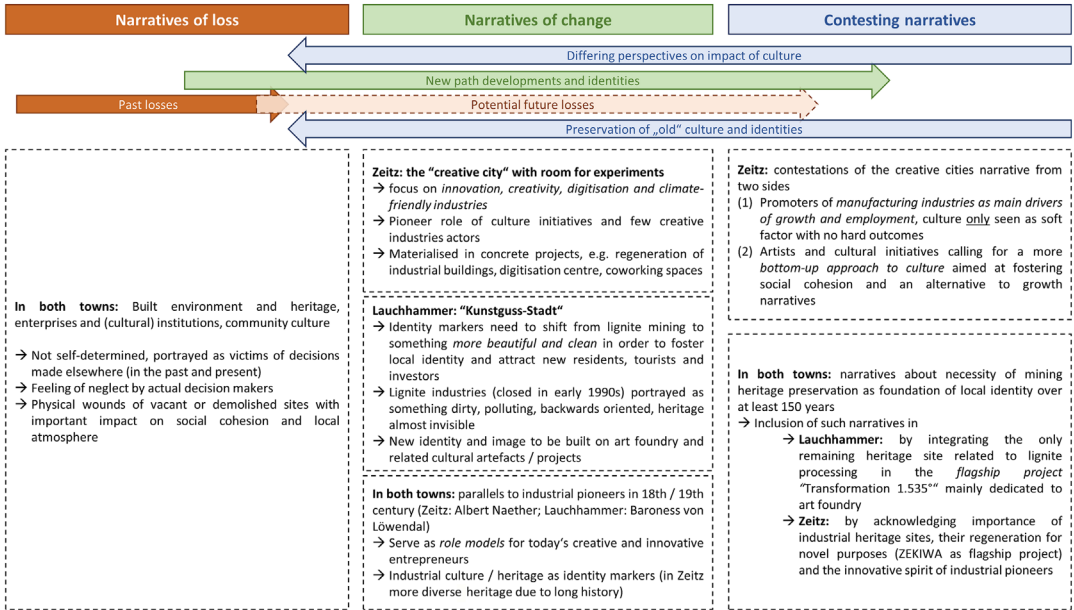 Narratives of loss
Narratives of change
Contesting narratives
Differing perspectives on impact of culture
New path developments and identities
Past losses
Potential future losses
Preservation of „old“ culture and identities
In both towns: Built environment and heritage,
enterprises and (cultural) institutions, community culture
→ Not self-determined, portrayed as victims of decisions
made elsewhere (in the past and present)
→ Feeling of neglect by actual decision makers
→ Physical wounds of vacant or demolished sites with
important impact on social cohesion and local
atmosphere
Zeitz: the “creative city“ with room for experiments
→ focus on innovation, creativity, digitisation and climate-
friendly industries
→ Pioneer role of culture initiatives and few creative
industries actors
→ Materialised in concrete projects, e.g. regeneration of
industrial buildings, digitisation centre, coworking spaces
Lauchhammer: “Kunstguss-Stadt“
→ Identity markers need to shift from lignite mining to
something more beautiful and clean in order to foster
local identity and attract new residents, tourists and
investors
→ Lignite industries (closed in early 1990s) portrayed as
something dirty, polluting, backwards oriented, heritage
almost invisible
→ New identity and image to be built on art foundry and
related cultural artefacts / projects
In both towns: parallels to industrial pioneers in 18th / 19th
century (Zeitz: Albert Naether; Lauchhammer: Baroness von
Löwendal)
→ Serve as role models for today‘s creative and innovative
entrepreneurs
→ Industrial culture / heritage as identity markers (in Zeitz
more diverse heritage due to long history)
Zeitz: contestations of the creative cities narrative from
two sides
(1) Promoters of manufacturing industries as main drivers
of growth and employment, culture only seen as soft
factor with no hard outcomes
(2) Artists and cultural initiatives calling for a more
bottom-up approach to culture aimed at fostering
social cohesion and an alternative to growth
narratives
In both towns: narratives about necessity of mining
heritage preservation as foundation of local identity over
at least 150 years
→ Inclusion of such narratives in
→ Lauchhammer: by integrating the only
remaining heritage site related to lignite
processing in the flagship project
“Transformation 1.535°“ mainly dedicated to
art foundry
→ Zeitz: by acknowledging importance of
industrial heritage sites, their regeneration for
novel purposes (ZEKIWA as flagship project)
and the innovative spirit of industrial pioneers